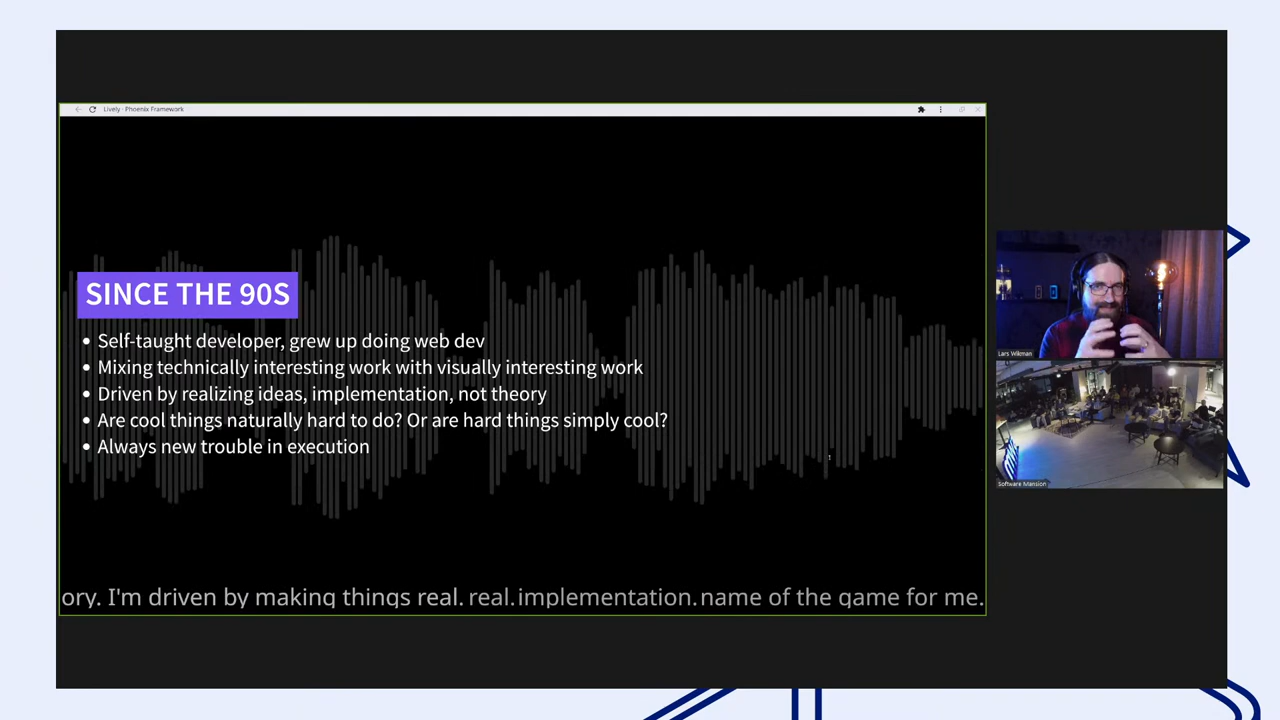 Lively · Phoenix Framework
SINCE THE 90S
• Self-taught developer, grew up doing web dev
• Mixing technically interesting work with visually interesting work
• Driven by realizing ideas, implementation, not theory
• Are cool things naturally hard to do? Or are hard things simply cool?
• Always new trouble in execution
ory. I'm driven by making things real. real. implementation. name of the game for me.
Lars Wikman
Software Mansion